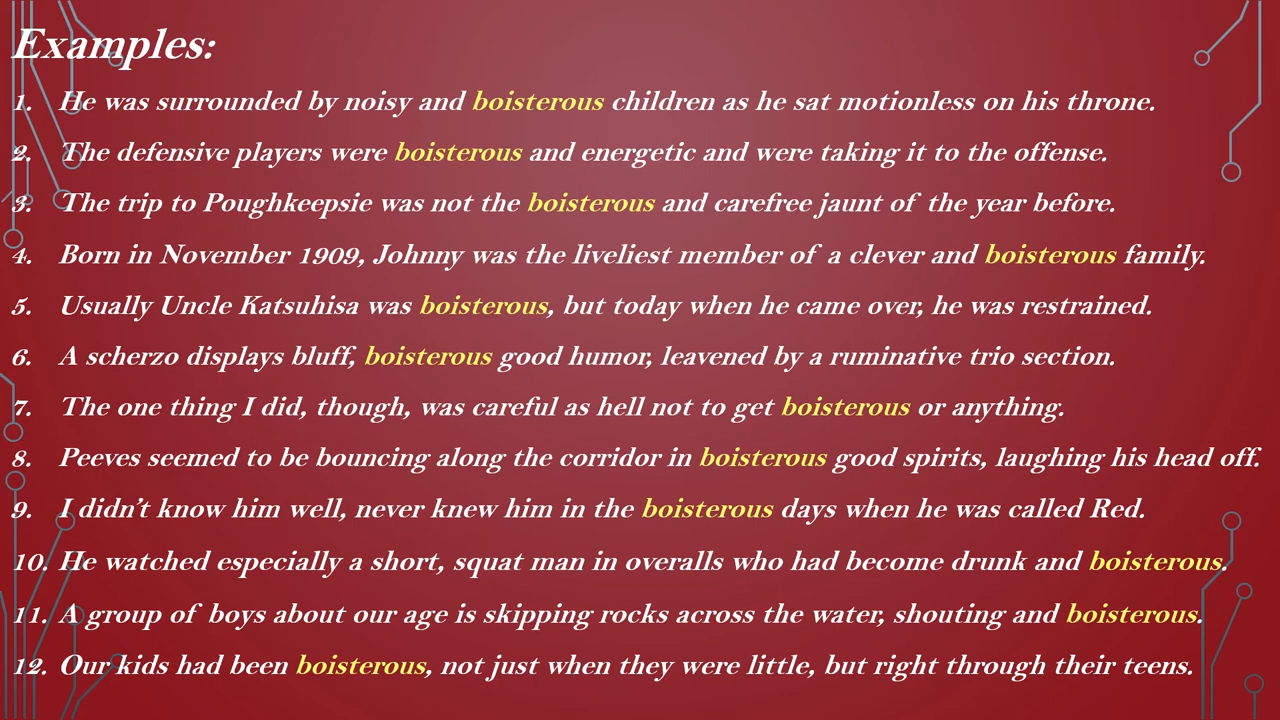 Examples:
1. He was surrounded by noisy and boisterous children as he sat motionless on his throne.
2. The defensive players were boisterous and energetic and were taking it to the offense.
3. The trip to Poughkeepsie was not the boisterous and carefree jaunt of the year before.
4. Born in November 1909, Johnny was the liveliest member of a clever and boisterous family.
5. Usually Uncle Katsuhisa was boisterous, but today when he came over, he was restrained.
6. A scherzo displays bluff, boisterous good humor, leavened by a ruminative trio section.
7. The one thing I did, though, was careful as hell not to get boisterous or anything.
8. Peeves seemed to be bouncing along the corridor in boisterous good spirits, laughing his head off.
9. I didn’t know him well, never knew him in the boisterous days when he was called Red.
10. He watched especially a short, squat man in overalls who had become drunk and boisterous.
11. A group of boys about our age is skipping rocks across the water, shouting and boisterous.
12. Our kids had been boisterous, not just when they were little, but right through their teens.